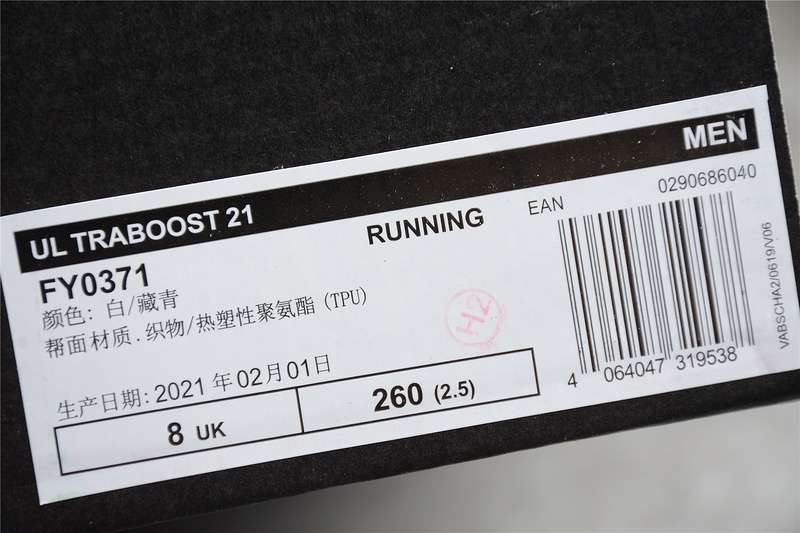 MEN
UL TRABOOST 21
0290686040
EAN
RUNNING
FY0371
颜色: 白/藏青
帮面材质. 织物/热塑性聚氨酯 (TPU)
H2
生产日期: 2021 年02月01日
8 UK
260 (2.5)
4 064047 319538
VABSCHA2/0619/V06